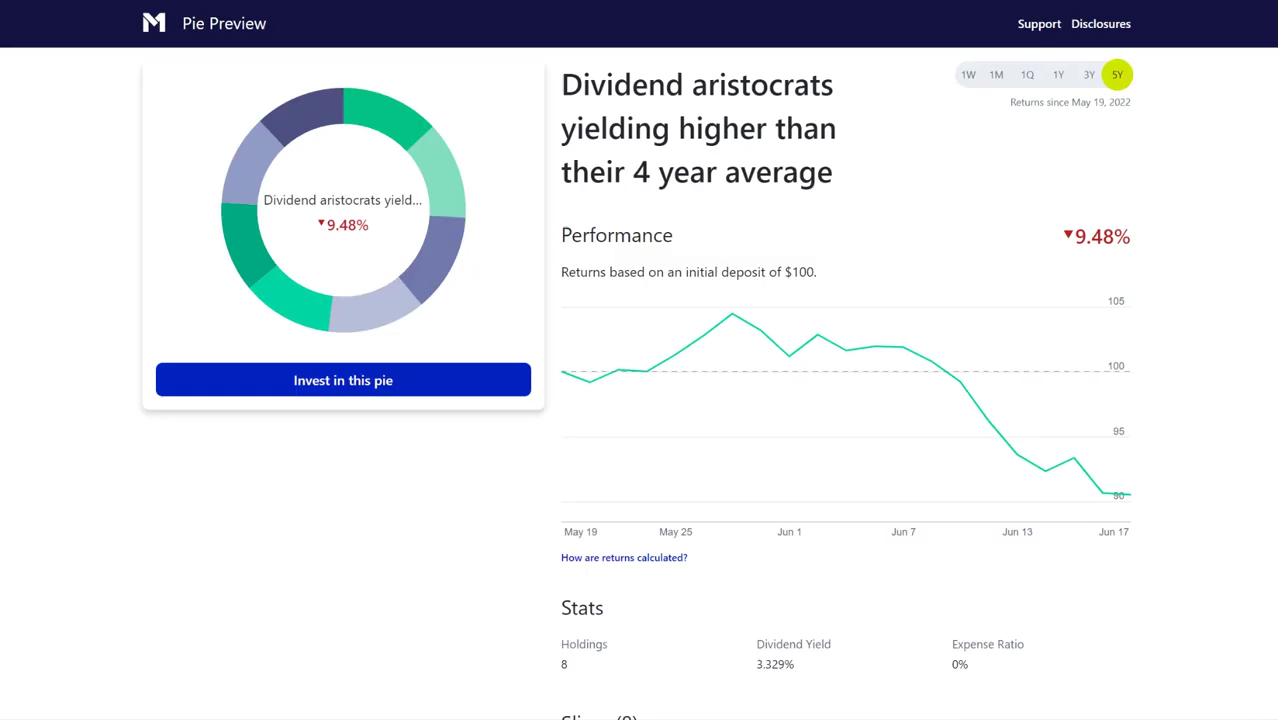 Pie Preview
Support Disclosures
Dividend aristocrats yield...
▼9.48%
Invest in this pie
Dividend aristocrats
yielding higher than
their 4 year average
1W 1M 1Q 1Y 3Y 5Y
Returns since May 19, 2022
Performance
▼9.48%
Returns based on an initial deposit of $100.
105
100
95
90
May 19 May 25 Jun 1 Jun 7 Jun 13 Jun 17
How are returns calculated?
Stats
Holdings Dividend Yield Expense Ratio
8 3.329% 0%